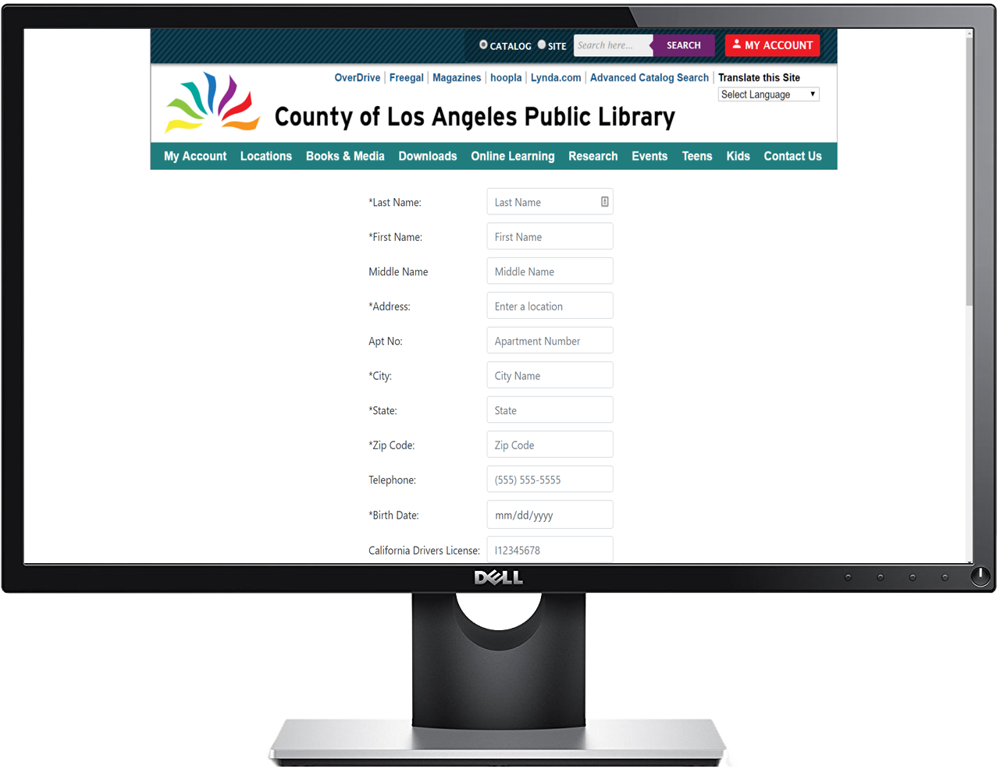 CATALOG SITE Search here... SEARCH MY ACCOUNT
OverDrive Freegal Magazines hoopla Lynda.com Advanced Catalog Search Translate this Site
Select Language
County of Los Angeles Public Library
My Account Locations Books & Media Downloads Online Learning Research Events Teens Kids Contact Us
*Last Name: Last Name
*First Name: First Name
Middle Name Middle Name
*Address: Enter a location
Apt No: Apartment Number
*City: City Name
*State: State
*Zip Code: Zip Code
Telephone: (555) 555-5555
*Birth Date: mm/dd/yyyy
California Drivers License: I12345678
DELL